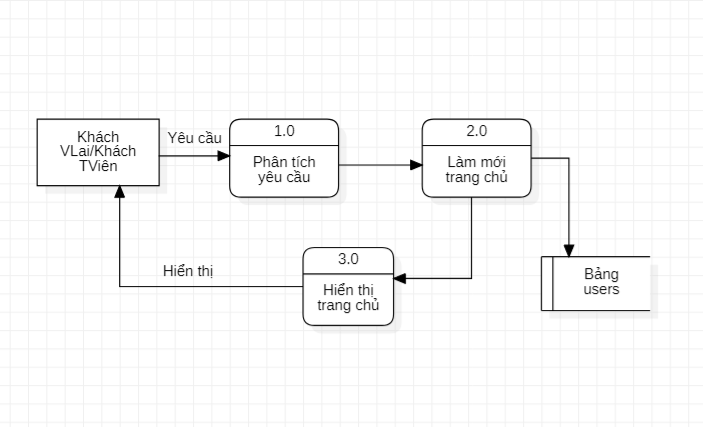 Khách
VLai/Khách
TViên
Yêu cầu
1.0
Phân tích
yêu cầu
2.0
Làm mới
trang chủ
3.0
Hiển thị
trang chủ
Hiển thị
Bảng
users